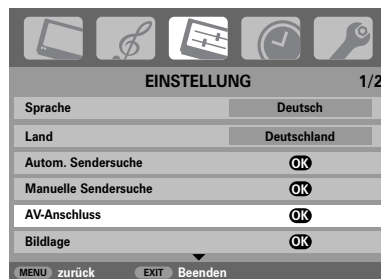 EINSTELLUNG 1/2
Sprache Deutsch
Land Deutschland
Autom. Sendersuche OK
Manuelle Sendersuche OK
AV-Anschluss OK
Bildlage OK
MENU zurück EXIT Beenden